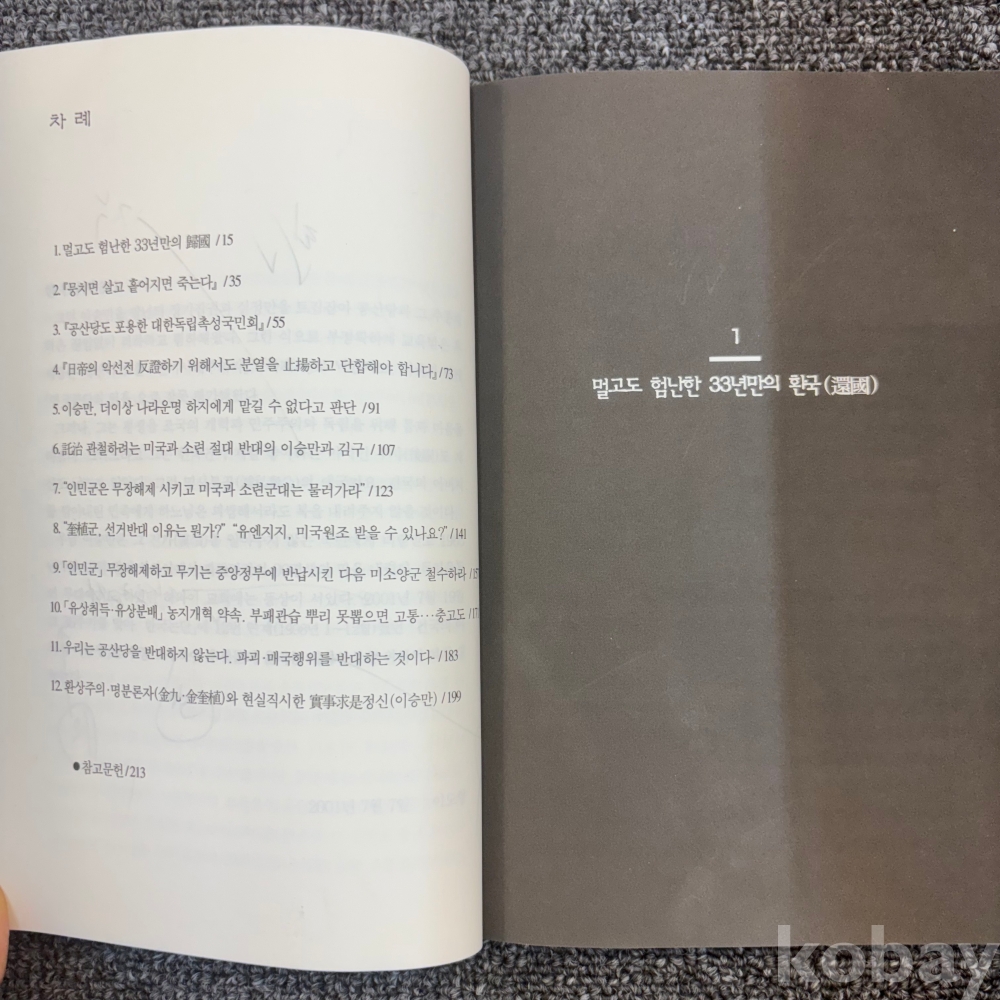 차 례
1. 멀고도 험난한 33년만의 歸國 /15
2. 『뭉치면 살고 흩어지면 죽는다』 /35
3. 『공산당도 포용한 대한독립촉성국민회』/55
4. 『日帝의 악선전 反證하기 위해서도 분열을 止揚하고 단합해야 합니다』/73
5. 이승만, 더이상 나라운명 하지에게 맡길 수 없다고 판단 /91
6. 託治 관철하려는 미국과 소련 절대 반대의 이승만과 김구 /107
7. "인민군은 무장해제 시키고 미국과 소련군대는 물러가라" /123
8. "奎植군, 선거반대 이유는 뭔가?" "유엔지지, 미국원조 받을 수 있나요?"/141
9. 「인민군」 무장해제하고 무기는 중앙정부에 반납시킨 다음 미소양군 철수하라 /
10. 「유상취득·유상분배」 농지개혁 약속. 부패관습 뿌리 못뽑으면 고통…충고도 /
11. 우리는 공산당을 반대하지 않는다. 파괴·매국행위를 반대하는 것이다- /183
12. 환상주의·명분론자(金九·金奎植)와 현실직시한 實事求是정신(이승만) /199
● 참고문헌/213
1
멀고도 험난한 33년만의 환국(還國)
kobay